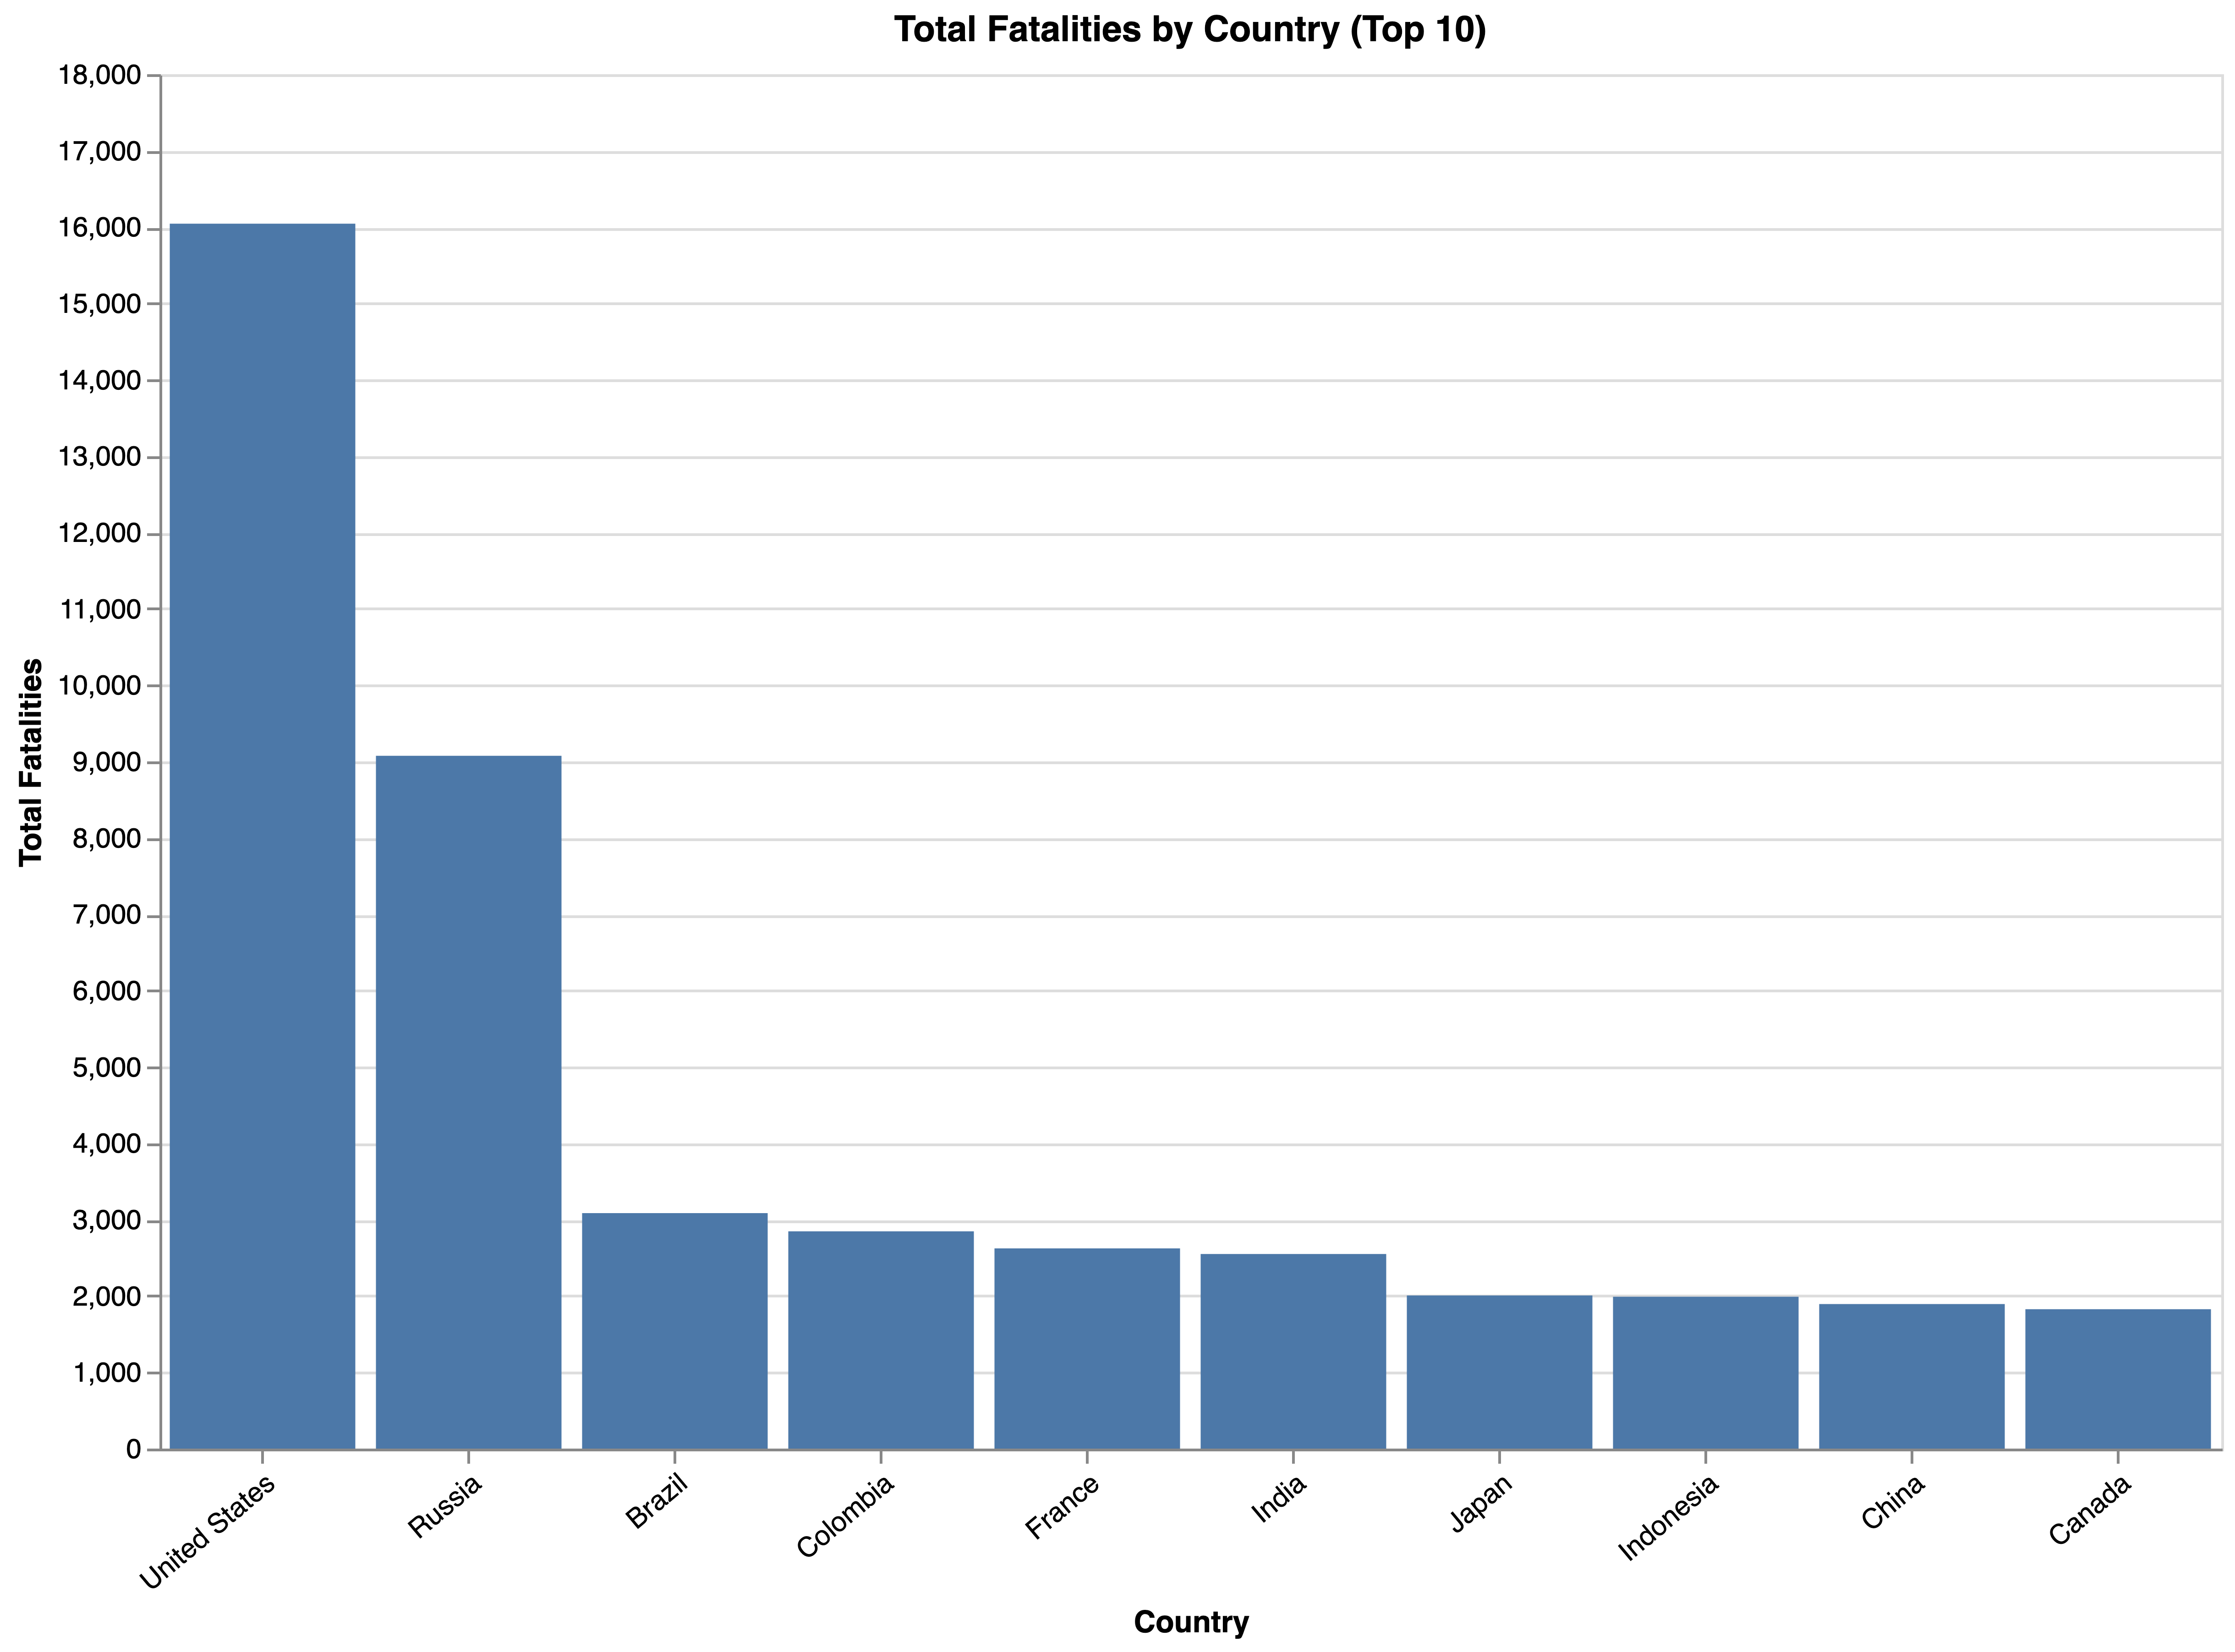 Total Fatalities by Country (Top 10)
18,000
17,000
16,000
15,000
14,000
13,000
12,000
11,000
10,000
9,000
8,000
7,000
6,000
5,000
4,000
3,000
2,000
1,000
0
Total Fatalities
United States
Russia
Brazil
Colombia
France
India
Japan
Indonesia
China
Canada
Country